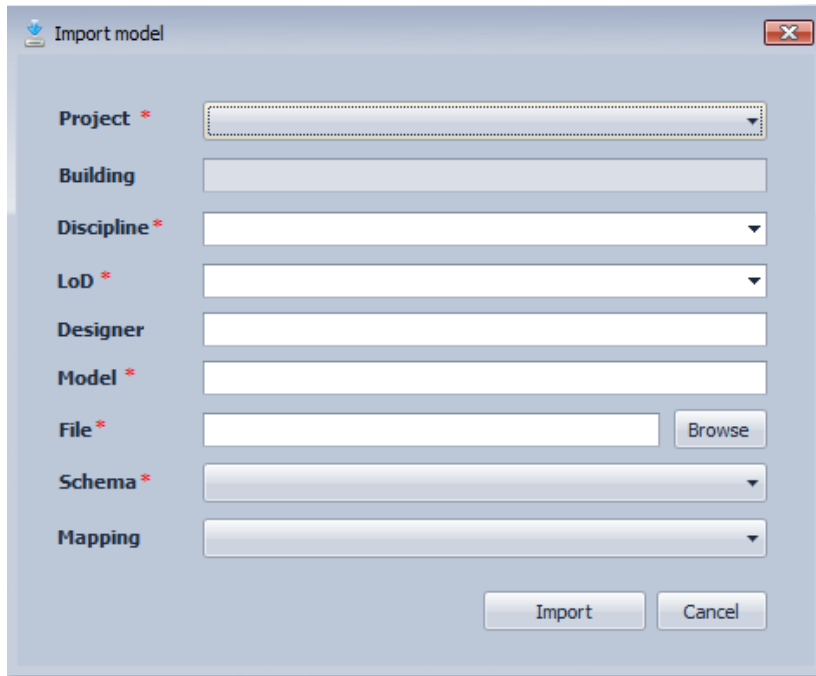 Import model
Project *
Building
Discipline *
LoD *
Designer
Model *
File * Browse
Schema *
Mapping
Import Cancel